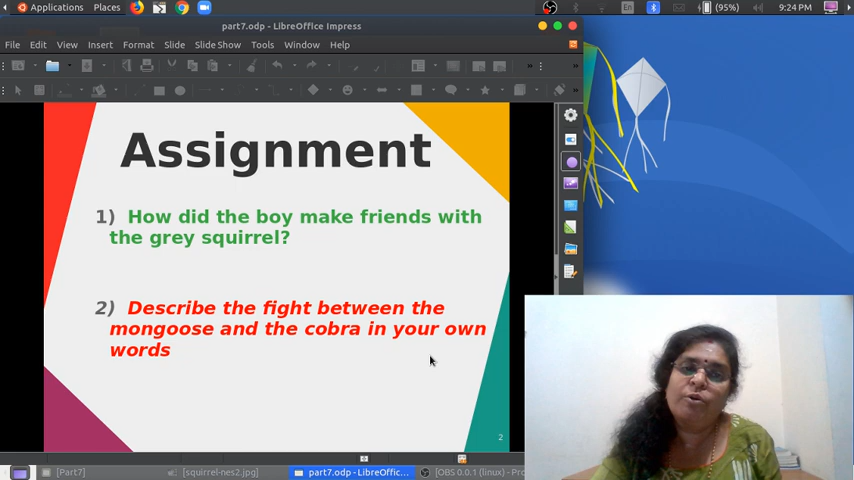 Applications Places En (95%) 9:24 PM
part7.odp - LibreOffice Impress
File Edit View Insert Format Slide Slide Show Tools Window Help
Assignment
1) How did the boy make friends with
the grey squirrel?
2) Describe the fight between the
mongoose and the cobra in your own
words
2
[Part7] [squirrel-nes2.jpg] part7.odp - LibreOffic... [OBS 0.0.1 (linux) - Pro...